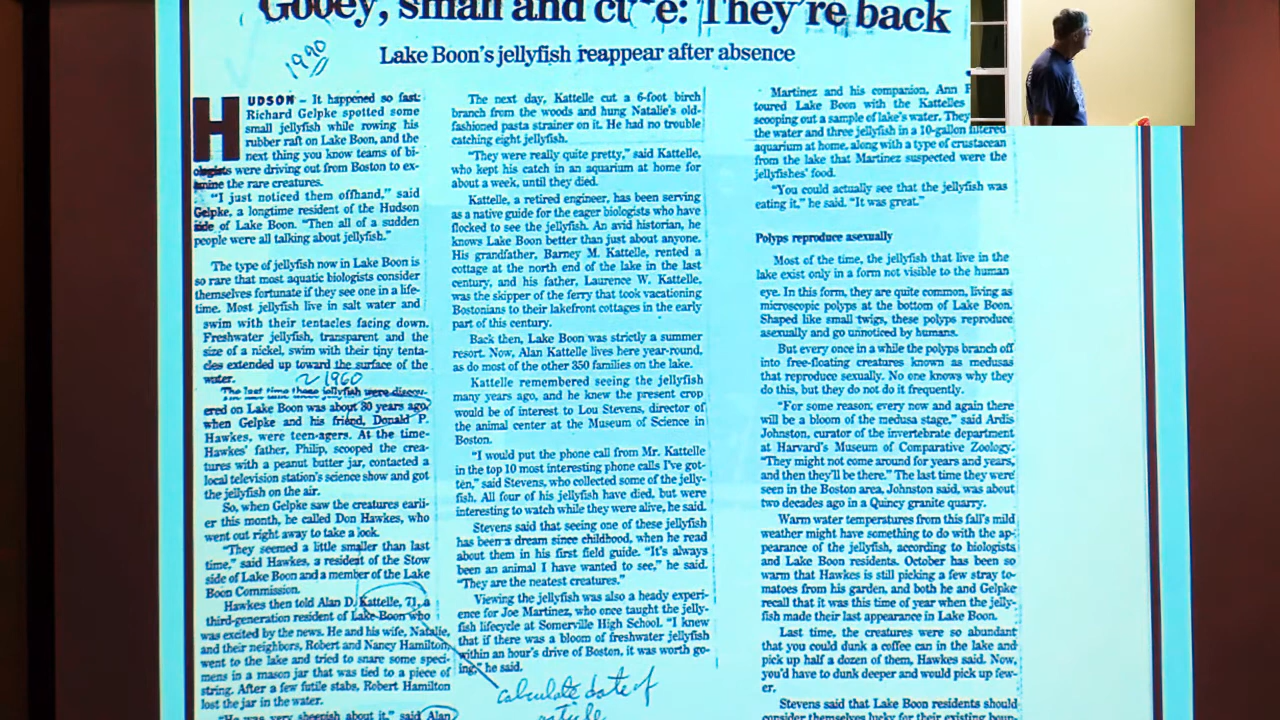 Gooey, small and cute: They're back
1990
Lake Boon's jellyfish reappear after absence
HUDSON – It happened so fast:
Richard Gelpke spotted some
small jellyfish while rowing his
rubber raft on Lake Boon, and the
next thing you know teams of bi-
ologists were driving out from Boston to ex-
amine the rare creatures.
"I just noticed them offhand," said
Gelpke, a longtime resident of the Hudson
side of Lake Boon. "Then all of a sudden
people were all talking about jellyfish."
The type of jellyfish now in Lake Boon is
so rare that most aquatic biologists consider
themselves fortunate if they see one in a life-
time. Most jellyfish live in salt water and
swim with their tentacles facing down.
Freshwater jellyfish, transparent and the
size of a nickel, swim with their tiny tenta-
cles extended up toward the surface of the
water.
~ 1960
The last time these jellyfish were discov-
ered on Lake Boon was about 30 years ago,
when Gelpke and his friend, Donald P.
Hawkes, were teen-agers. At the time-
Hawkes' father, Philip, scooped the crea-
tures with a peanut butter jar, contacted a
local television station's science show and got
the jellyfish on the air.
So, when Gelpke saw the creatures earli-
er this month, he called Don Hawkes, who
went out right away to take a look.
"They seemed a little smaller than last
time," said Hawkes, a resident of the Stow
side of Lake Boon and a member of the Lake
Boon Commission.
Hawkes then told Alan D. Kattelle, 71, a
third-generation resident of Lake Boon who
was excited by the news. He and his wife, Natalie,
and their neighbors, Robert and Nancy Hamilton,
went to the lake and tried to snare some speci-
mens in a mason jar that was tied to a piece of
string. After a few futile stabs, Robert Hamilton
lost the jar in the water.
"He was very sheepish about it," said Alan
The next day, Kattelle cut a 6-foot birch
branch from the woods and hung Natalie's old-
fashioned pasta strainer on it. He had no trouble
catching eight jellyfish.
"They were really quite pretty," said Kattelle,
who kept his catch in an aquarium at home for
about a week, until they died.
Kattelle, a retired engineer, has been serving
as a native guide for the eager biologists who have
flocked to see the jellyfish. An avid historian, he
knows Lake Boon better than just about anyone.
His grandfather, Barney M. Kattelle, rented a
cottage at the north end of the lake in the last
century, and his father, Laurence W. Kattelle,
was the skipper of the ferry that took vacationing
Bostonians to their lakefront cottages in the early
part of this century.
Back then, Lake Boon was strictly a summer
resort. Now, Alan Kattelle lives here year-round,
as do most of the other 350 families on the lake.
Kattelle remembered seeing the jellyfish
many years ago, and he knew the present crop
would be of interest to Lou Stevens, director of
the animal center at the Museum of Science in
Boston.
"I would put the phone call from Mr. Kattelle
in the top 10 most interesting phone calls I've got-
ten," said Stevens, who collected some of the jelly-
fish. All four of his jellyfish have died, but were
interesting to watch while they were alive, he said.
Stevens said that seeing one of these jellyfish
has been a dream since childhood, when he read
about them in his first field guide. "It's always
been an animal I have wanted to see," he said.
"They are the neatest creatures."
Viewing the jellyfish was also a heady experi-
ence for Joe Martinez, who once taught the jelly-
fish lifecycle at Somerville High School. "I knew
that if there was a bloom of freshwater jellyfish
within an hour's drive of Boston, it was worth go-
ing," he said.
calculate date of
Martinez and his companion, Ann
toured Lake Boon with the Kattelles
scooping out a sample of lake's water. They
the water and three jellyfish in a 10-gallon filtered
aquarium at home, along with a type of crustacean
from the lake that Martinez suspected were the
jellyfishes' food.
"You could actually see that the jellyfish was
eating it," he said. "It was great."
Polyps reproduce asexually
Most of the time, the jellyfish that live in the
lake exist only in a form not visible to the human
eye. In this form, they are quite common, living as
microscopic polyps at the bottom of Lake Boon.
Shaped like small twigs, these polyps reproduce
asexually and go unnoticed by humans.
But every once in a while the polyps branch off
into free-floating creatures known as medusas
that reproduce sexually. No one knows why they
do this, but they do not do it frequently.
"For some reason, every now and again there
will be a bloom of the medusa stage," said Ardis
Johnston, curator of the invertebrate department
at Harvard's Museum of Comparative Zoology.
"They might not come around for years and years,
and then they'll be there." The last time they were
seen in the Boston area, Johnston said, was about
two decades ago in a Quincy granite quarry.
Warm water temperatures from this fall's mild
weather might have something to do with the ap-
pearance of the jellyfish, according to biologists
and Lake Boon residents. October has been so
warm that Hawkes is still picking a few stray to-
matoes from his garden, and both he and Gelpke
recall that it was this time of year when the jelly-
fish made their last appearance in Lake Boon.
Last time, the creatures were so abundant
that you could dunk a coffee can in the lake and
pick up half a dozen of them, Hawkes said. Now,
you'd have to dunk deeper and would pick up few-
er.
Stevens said that Lake Boon residents should
consider themselves lucky for their existing boun-